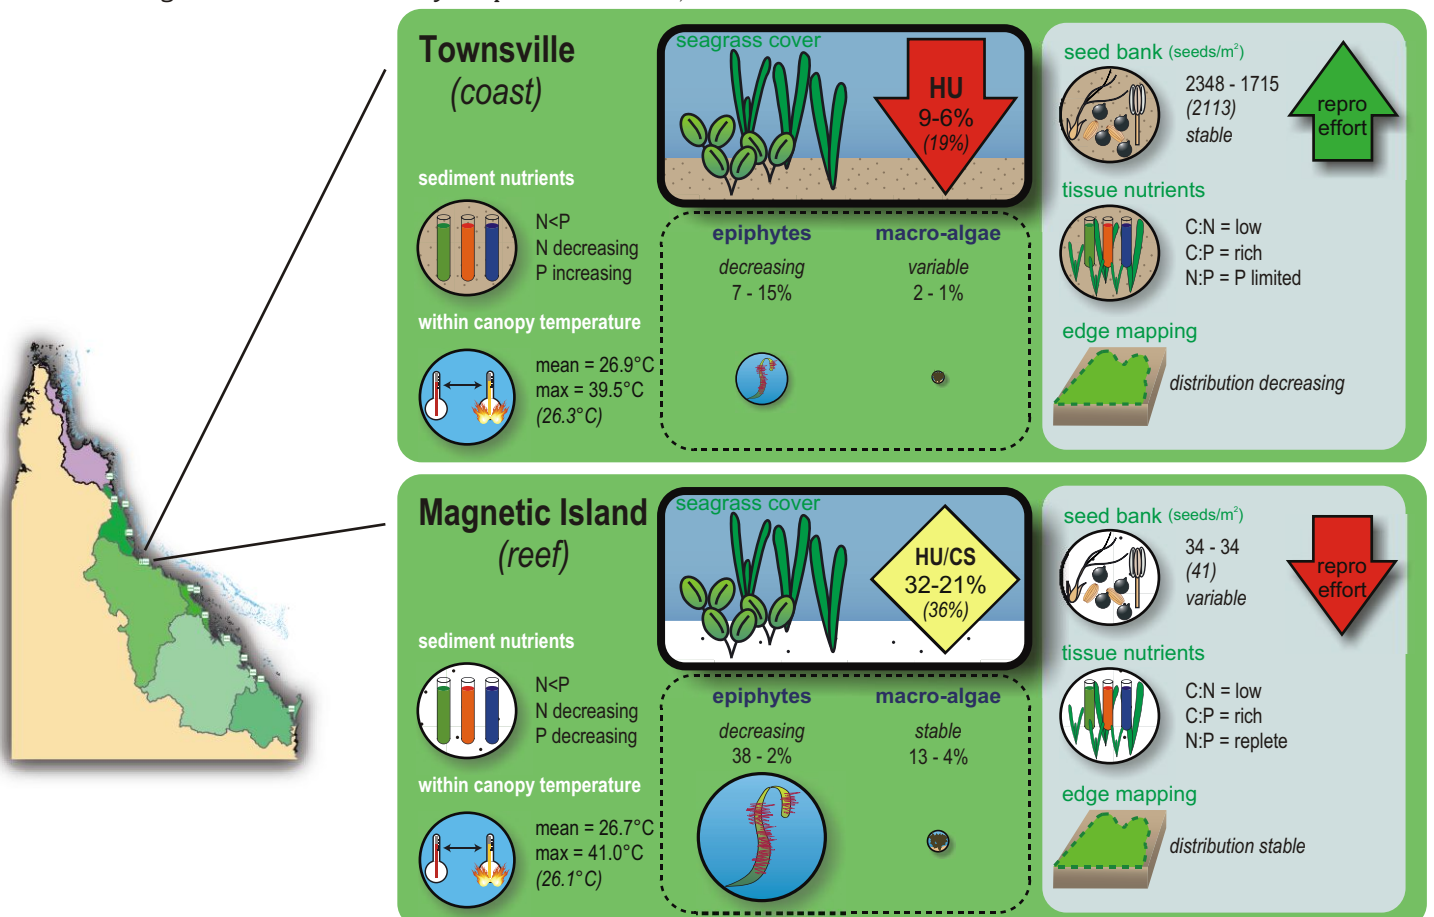 Townsville
(coast)
seagrass cover
HU
9-6%
(19%)
sediment nutrients
N<P
N decreasing
P increasing
within canopy temperature
mean = 26.9°C
max = 39.5°C
(26.3°C)
epiphytes
decreasing
7 - 15%
macro-algae
variable
2 - 1%
seed bank (seeds/m²)
2348 - 1715
(2113)
stable
repro
effort
tissue nutrients
C:N = low
C:P = rich
N:P = P limited
edge mapping
distribution decreasing
Magnetic Island
(reef)
seagrass cover
HU/CS
32-21%
(36%)
sediment nutrients
N<P
N decreasing
P decreasing
within canopy temperature
mean = 26.7°C
max = 41.0°C
(26.1°C)
epiphytes
decreasing
38 - 2%
macro-algae
stable
13 - 4%
seed bank (seeds/m²)
34 - 34
(41)
variable
repro
effort
tissue nutrients
C:N = low
C:P = rich
N:P = replete
edge mapping
distribution stable